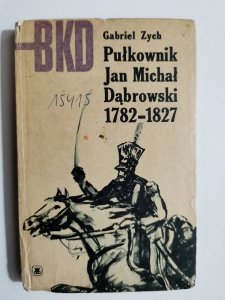 BKD
Gabriel Zych
Pułkownik
Jan Michał
Dąbrowski
1782-1827
15415